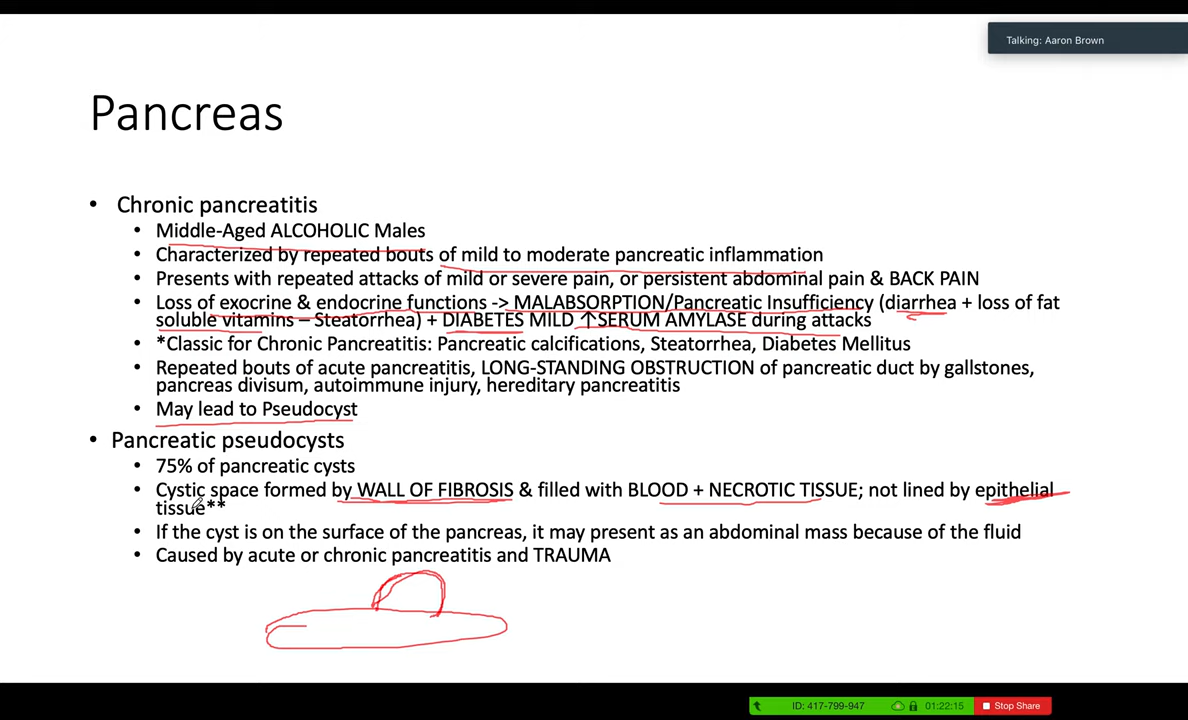 Talking: Aaron Brown
Pancreas
• Chronic pancreatitis
• Middle-Aged ALCOHOLIC Males
• Characterized by repeated bouts of mild to moderate pancreatic inflammation
• Presents with repeated attacks of mild or severe pain, or persistent abdominal pain & BACK PAIN
• Loss of exocrine & endocrine functions -> MALABSORPTION/Pancreatic Insufficiency (diarrhea + loss of fat
soluble vitamins – Steatorrhea) + DIABETES MILD ↑SERUM AMYLASE during attacks
• *Classic for Chronic Pancreatitis: Pancreatic calcifications, Steatorrhea, Diabetes Mellitus
• Repeated bouts of acute pancreatitis, LONG-STANDING OBSTRUCTION of pancreatic duct by gallstones,
pancreas divisum, autoimmune injury, hereditary pancreatitis
• May lead to Pseudocyst
• Pancreatic pseudocysts
• 75% of pancreatic cysts
• Cystic space formed by WALL OF FIBROSIS & filled with BLOOD + NECROTIC TISSUE; not lined by epithelial
tissue**
• If the cyst is on the surface of the pancreas, it may present as an abdominal mass because of the fluid
• Caused by acute or chronic pancreatitis and TRAUMA
ID: 417-799-947 01:22:15 Stop Share